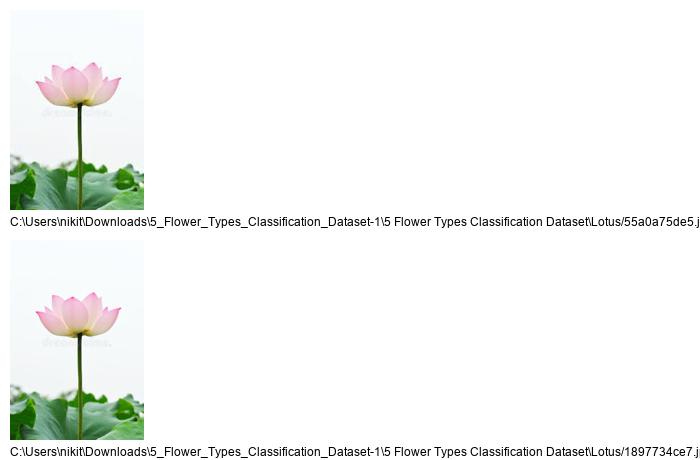 C:\Users\nikit\Downloads\5_Flower_Types_Classification_Dataset-1\5 Flower Types Classification Dataset\Lotus/55a0a75de5.j
C:\Users\nikit\Downloads\5_Flower_Types_Classification_Dataset-1\5 Flower Types Classification Dataset\Lotus/1897734ce7.j